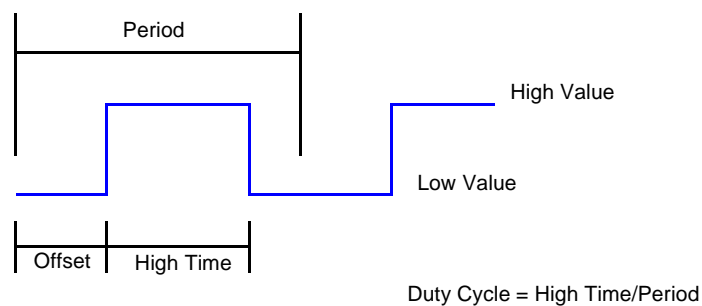 Period
High Value
Low Value
Offset
High Time
Duty Cycle = High Time/Period